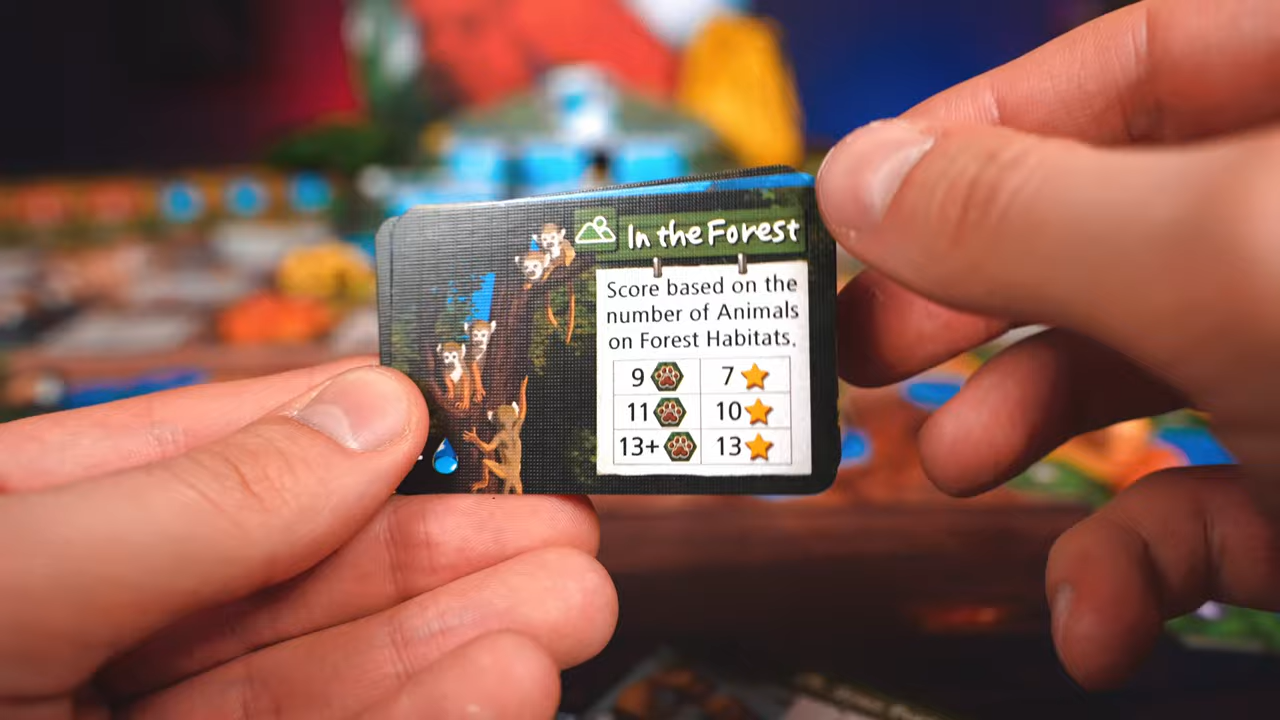 In the Forest
Score based on the
number of Animals
on Forest Habitats.
9 7
11 10
13+ 13